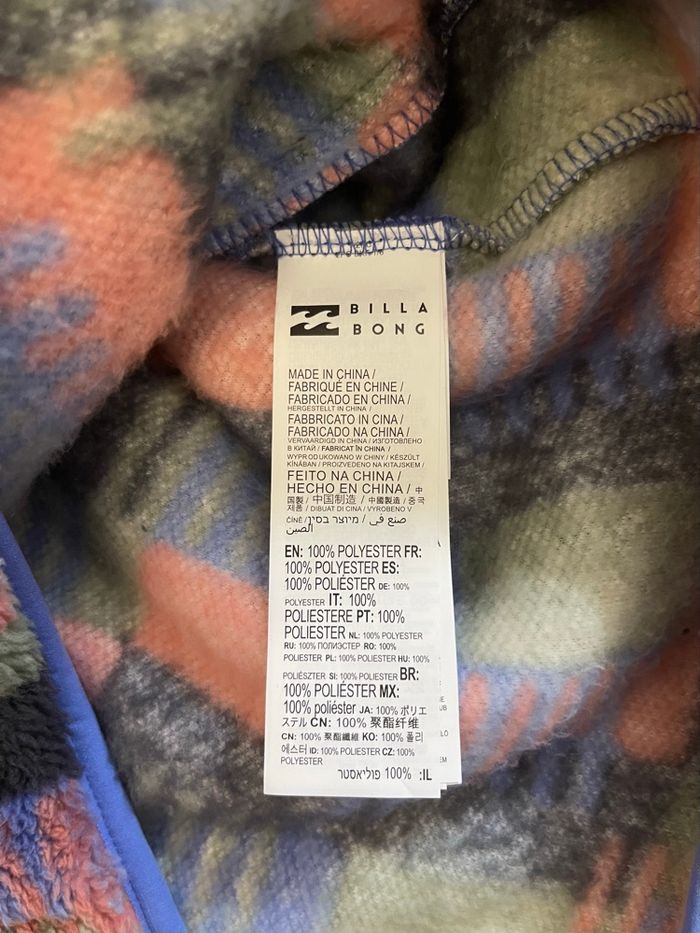 BILLA
BONG
MADE IN CHINA /
FABRIQUÉ EN CHINE /
FABRICADO EN CHINA /
HERGESTELLT IN CHINA /
FABBRICATO IN CINA /
FABRICADO NA CHINA /
VERVAARDIGD IN CHINA / ИЗГОТОВЛЕНО
В КИТАЙ / FABRICAT ÎN CHINA /
WYPRODUKOWANO W CHINY / KÉSZÜLT
KÍNÁBAN / PROIZVEDENO NA KITAJSKEM /
FEITO NA CHINA /
HECHO EN CHINA / 中
国製 / 中国制造 / 中國製造 / 중국
제품 / DIBUAT DI CINA / VYROBENO V
ČÍNĚ / מיוצר בסין / صنع في
الصين
EN: 100% POLYESTER FR:
100% POLYESTER ES:
100% POLIÉSTER DE: 100%
POLYESTER IT: 100%
POLIESTERE PT: 100%
POLIESTER NL: 100% POLYESTER
RU: 100% ПОЛИЭСТЕР RO: 100%
POLIESTER PL: 100% POLIESTER HU: 100%
POLIÉSZTER SI: 100% POLIESTER BR:
100% POLIÉSTER MX:
100% poliéster JA: 100% ポリエ
ステル CN: 100% 聚酯纤维
CN: 100% 聚酯纖維 KO: 100% 폴리
에스터 ID: 100% POLIESTER CZ: 100%
POLYESTER
IL: 100% פוליאסטר